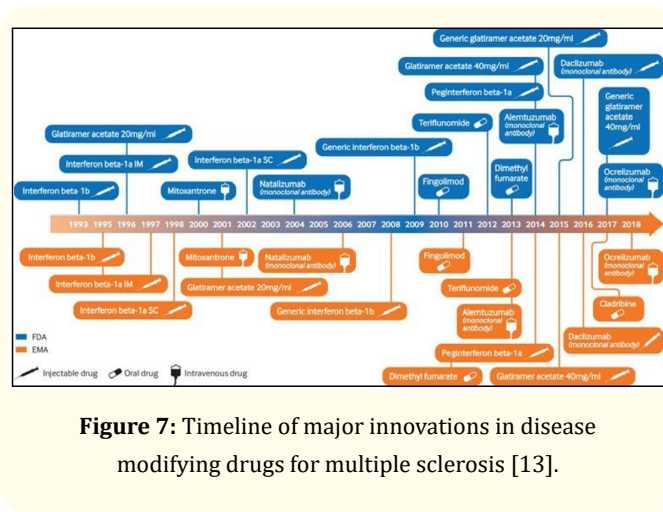 Generic glatiramer acetate 20mg/ml
Glatiramer acetate 40mg/ml
Daclizumab
(monoclonal antibody)
Peginterferon beta-1a
Generic
glatiramer
acetate
40mg/ml
Teriflunomide
Alemtuzumab
(monoclonal
antibody)
Glatiramer acetate 20mg/ml
Generic interferon beta-1b
Interferon beta-1a IM
Interferon beta-1a SC
Dimethyl
fumarate
Ocrelizumab
(monoclonal
antibody)
Interferon beta-1b
Mitoxantrone
Natalizumab
(monoclonal antibody)
Fingolimod
1993 1995 1996 1997 1998 2000 2001 2002 2003 2004 2005 2006 2007 2008 2009 2010 2011 2012 2013 2014 2015 2016 2017 2018
Interferon beta-1b
Mitoxantrone
Natalizumab
(monoclonal antibody)
Fingolimod
Ocrelizumab
(monoclonal
antibody)
Interferon beta-1a IM
Glatiramer acetate 20mg/ml
Teriflunomide
Interferon beta-1a SC
Generic interferon beta-1b
Alemtuzumab
(monoclonal
antibody)
Cladribine
FDA
EMA
Peginterferon beta-1a
Daclizumab
(monoclonal antibody)
Injectable drug Oral drug Intravenous drug
Dimethyl fumarate
Glatiramer acetate 40mg/ml
Figure 7: Timeline of major innovations in disease
modifying drugs for multiple sclerosis [13].